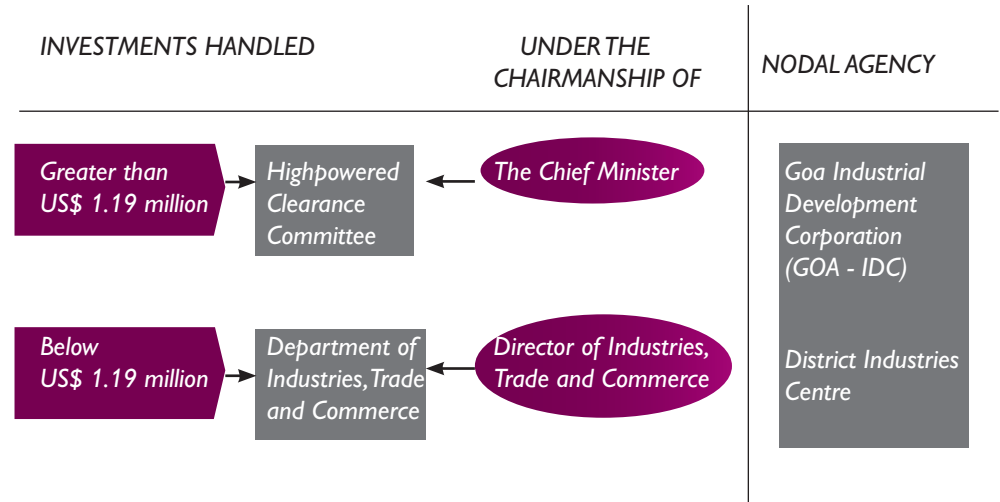 INVESTMENTS HANDLED
UNDER THE
CHAIRMANSHIP OF
NODAL AGENCY
Greater than
US$ 1.19 million
Highpowered
Clearance
Committee
The Chief Minister
Goa Industrial
Development
Corporation
(GOA - IDC)
Below
US$ 1.19 million
Department of
Industries, Trade
and Commerce
Director of Industries,
Trade and Commerce
District Industries
Centre